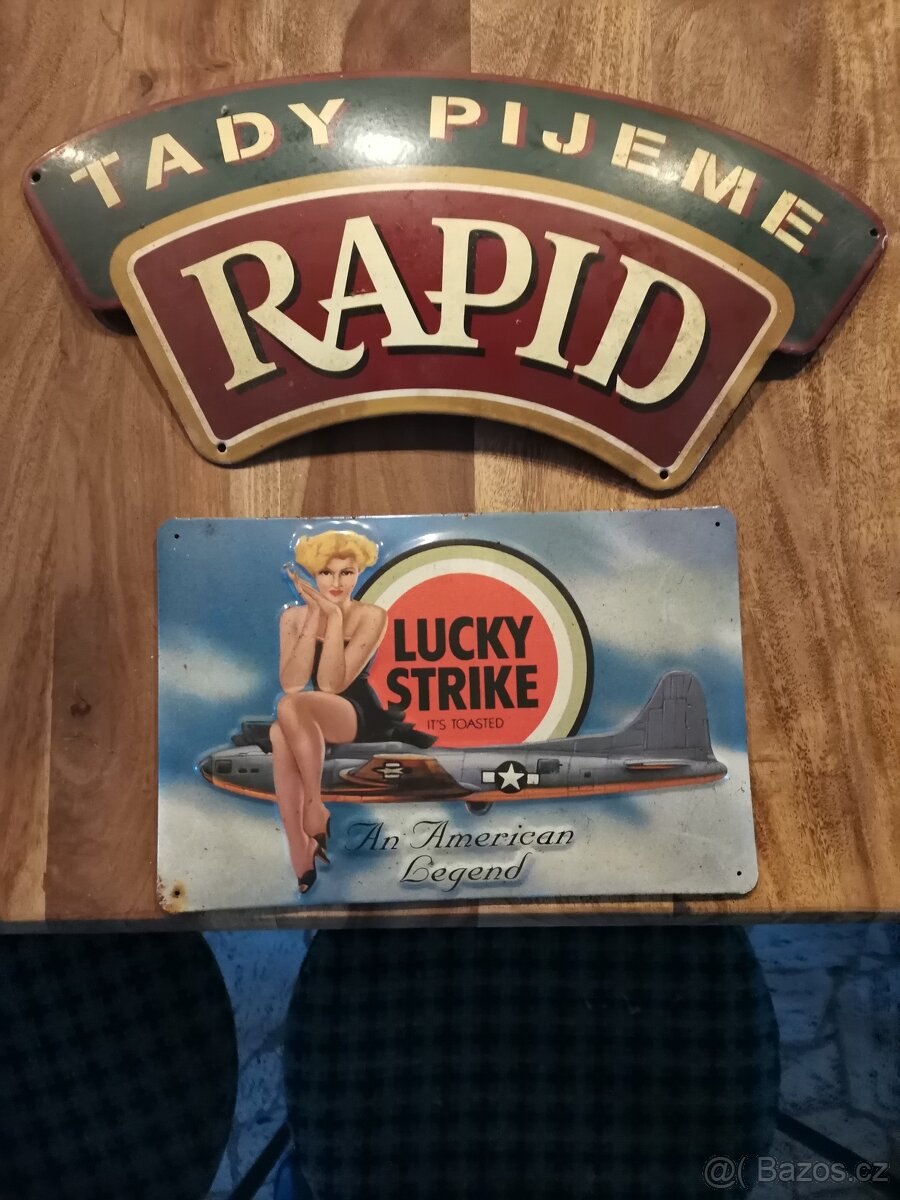 TADY PIJEME
RAPID
LUCKY
STRIKE
IT'S TOASTED
An American
Legend
@( Bazos.cz